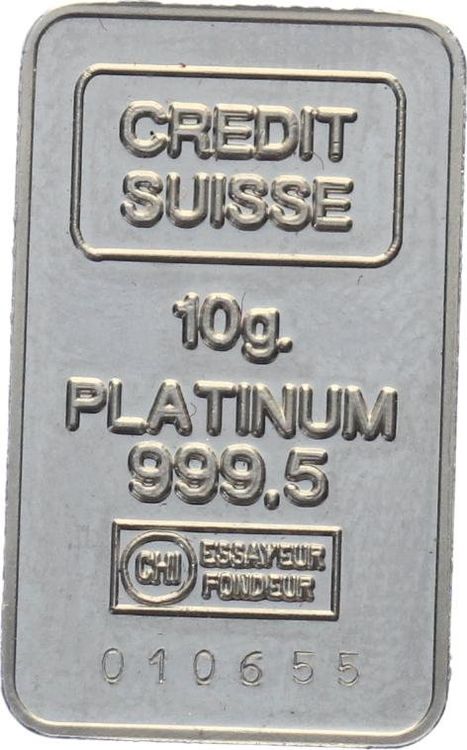 CREDIT
SUISSE
10g.
PLATINUM
999.5
CHI ESSAYEUR
FONDEUR
010655